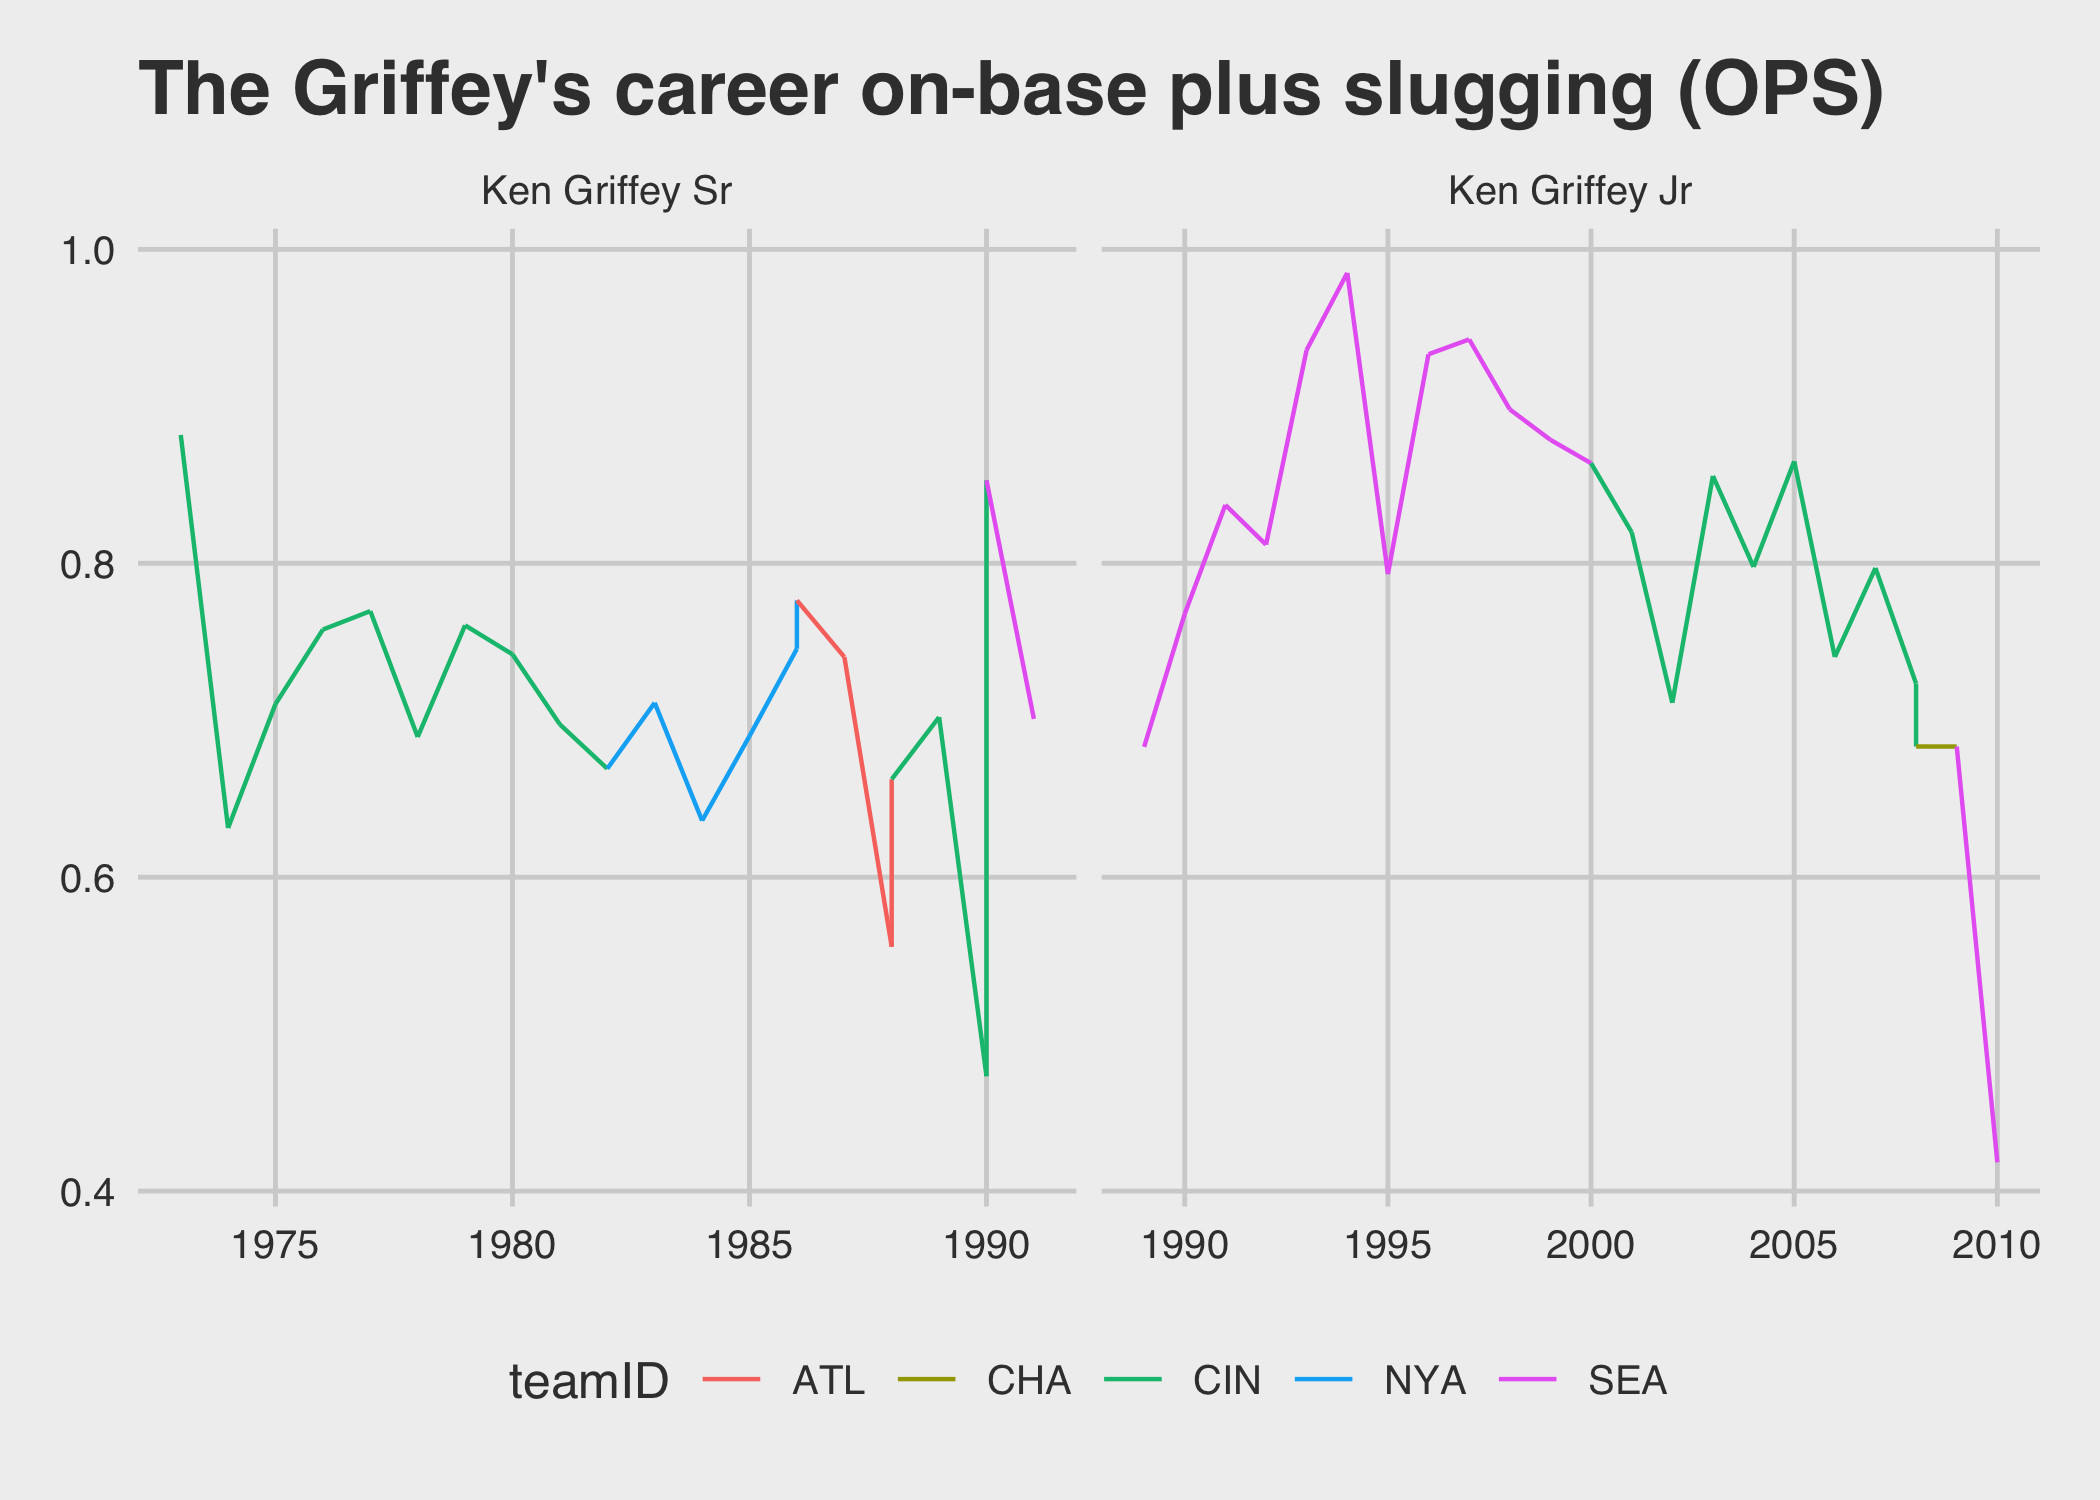 The Griffey's career on-base plus slugging (OPS)
Ken Griffey Sr
Ken Griffey Jr
1.0
0.8
0.6
0.4
1975 1980 1985 1990 1990 1995 2000 2005 2010
teamID ATL CHA CIN NYA SEA